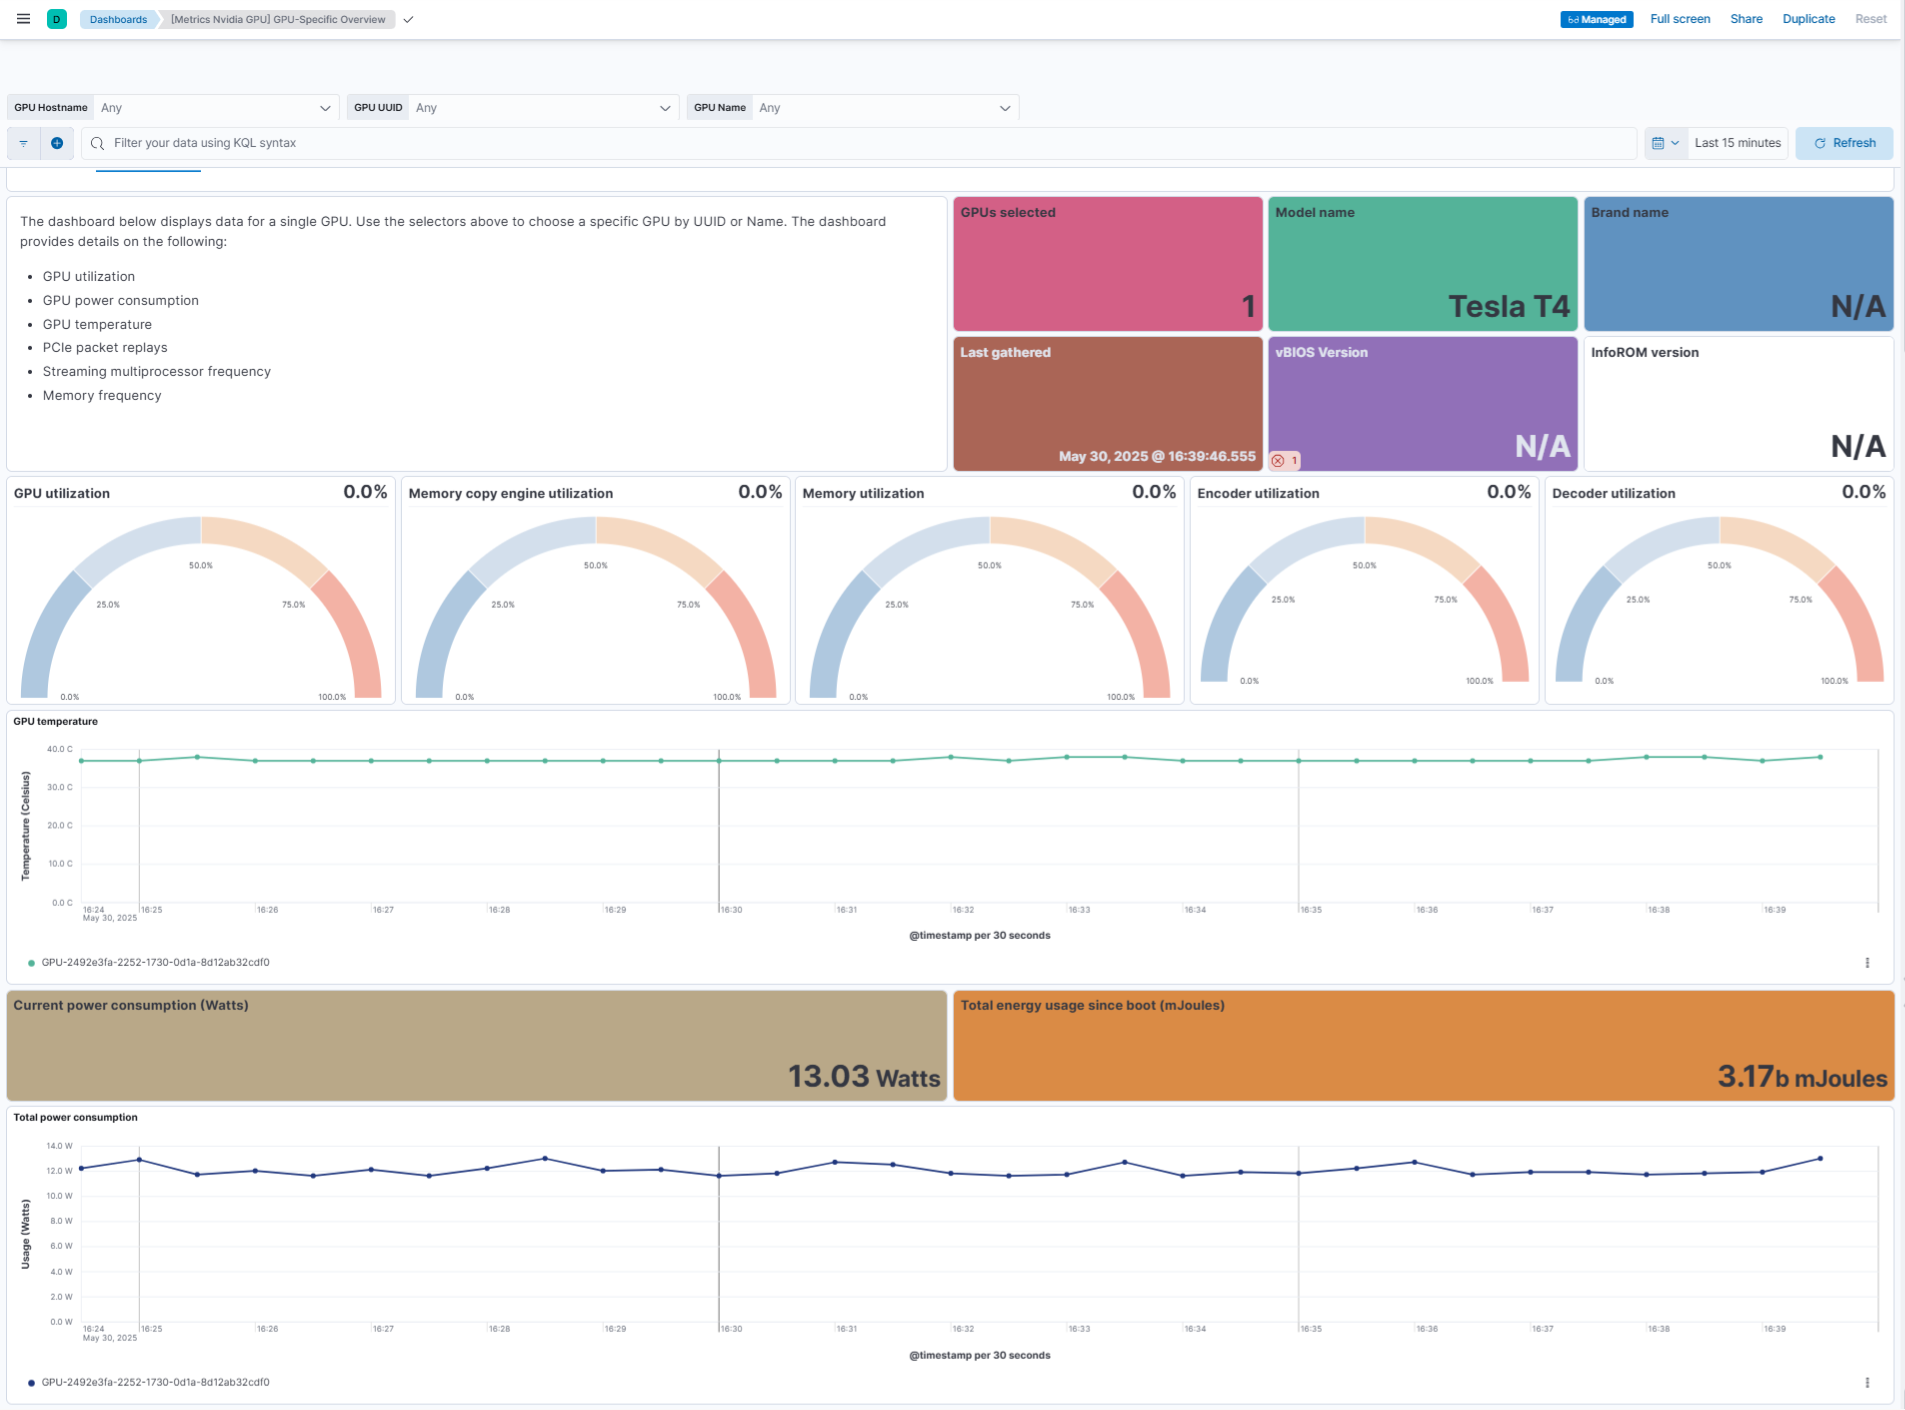 D Dashboards [Metrics Nvidia GPU] GPU-Specific Overview
Managed Full screen Share Duplicate Reset
GPU Hostname Any GPU UUID Any GPU Name Any
Filter your data using KQL syntax Last 15 minutes Refresh
The dashboard below displays data for a single GPU. Use the selectors above to choose a specific GPU by UUID or Name. The dashboard
provides details on the following:
• GPU utilization
• GPU power consumption
• GPU temperature
• PCIe packet replays
• Streaming multiprocessor frequency
• Memory frequency
GPUs selected
1
Model name
Tesla T4
Brand name
N/A
Last gathered
May 30, 2025 @ 16:39:46.555
vBIOS Version
N/A
1
InfoROM version
N/A
GPU utilization 0.0%
50.0%
25.0% 75.0%
0.0% 100.0%
Memory copy engine utilization 0.0%
50.0%
25.0% 75.0%
0.0% 100.0%
Memory utilization 0.0%
50.0%
25.0% 75.0%
0.0% 100.0%
Encoder utilization 0.0%
50.0%
25.0% 75.0%
0.0% 100.0%
Decoder utilization 0.0%
50.0%
25.0% 75.0%
0.0% 100.0%
GPU temperature
Temperature (Celsius)
40.0 C
30.0 C
20.0 C
10.0 C
0.0 C
16:24 16:25 16:26 16:27 16:28 16:29 16:30 16:31 16:32 16:33 16:34 16:35 16:36 16:37 16:38 16:39
May 30, 2025
@timestamp per 30 seconds
GPU-2492e3fa-2252-1730-0d1a-8d12ab32cdf0
Current power consumption (Watts)
13.03 Watts
Total energy usage since boot (mJoules)
3.17b mJoules
Total power consumption
Usage (Watts)
14.0 W
12.0 W
10.0 W
8.0 W
6.0 W
4.0 W
2.0 W
0.0 W
16:24 16:25 16:26 16:27 16:28 16:29 16:30 16:31 16:32 16:33 16:34 16:35 16:36 16:37 16:38 16:39
May 30, 2025
@timestamp per 30 seconds
GPU-2492e3fa-2252-1730-0d1a-8d12ab32cdf0